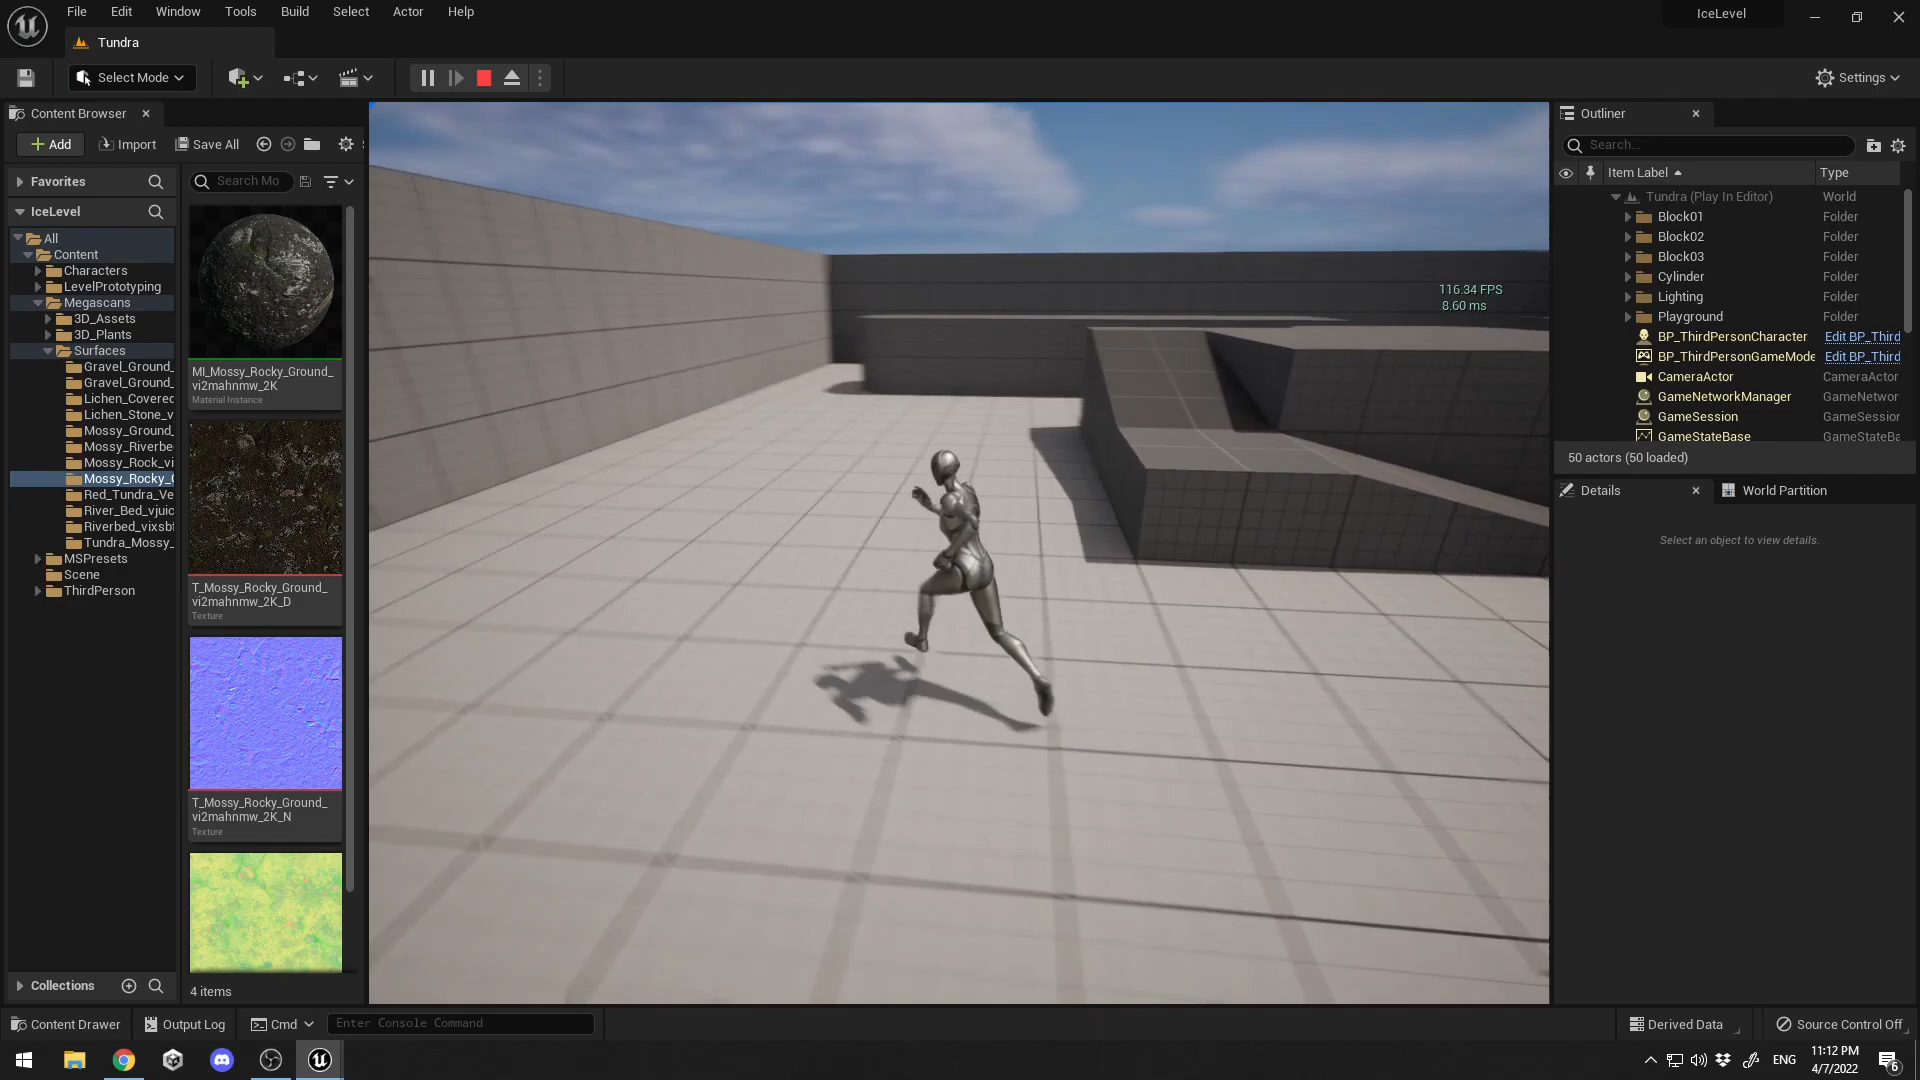 File Edit Window Tools Build Select Actor Help
IceLevel
Tundra
Select Mode
Settings
Content Browser
Add Import Save All
Favorites
Search Mo
IceLevel
All
Content
Characters
LevelPrototyping
Megascans
3D_Assets
3D_Plants
Surfaces
Gravel_Ground_
Gravel_Ground_
Lichen_Covered
Lichen_Stone_v
Mossy_Ground_
Mossy_Riverbe
Mossy_Rock_vi
Mossy_Rocky_G
Red_Tundra_Ve
River_Bed_vjuic
Riverbed_vixsbf
Tundra_Mossy_
MSPresets
Scene
ThirdPerson
Collections
MI_Mossy_Rocky_Ground_
vi2mahnmw_2K
Material Instance
T_Mossy_Rocky_Ground_
vi2mahnmw_2K_D
Texture
T_Mossy_Rocky_Ground_
vi2mahnmw_2K_N
Texture
4 items
116.34 FPS
8.60 ms
Outliner
Search...
Item Label Type
Tundra (Play In Editor) World
Block01 Folder
Block02 Folder
Block03 Folder
Cylinder Folder
Lighting Folder
Playground Folder
BP_ThirdPersonCharacter Edit BP_Third
BP_ThirdPersonGameMode Edit BP_Third
CameraActor CameraActor
GameNetworkManager GameNetwor
GameSession GameSession
GameStateBase GameStateBa
50 actors (50 loaded)
Details
World Partition
Select an object to view details.
Content Drawer Output Log Cmd Enter Console Command
Derived Data Source Control Off
ENG
11:12 PM
4/7/2022
6